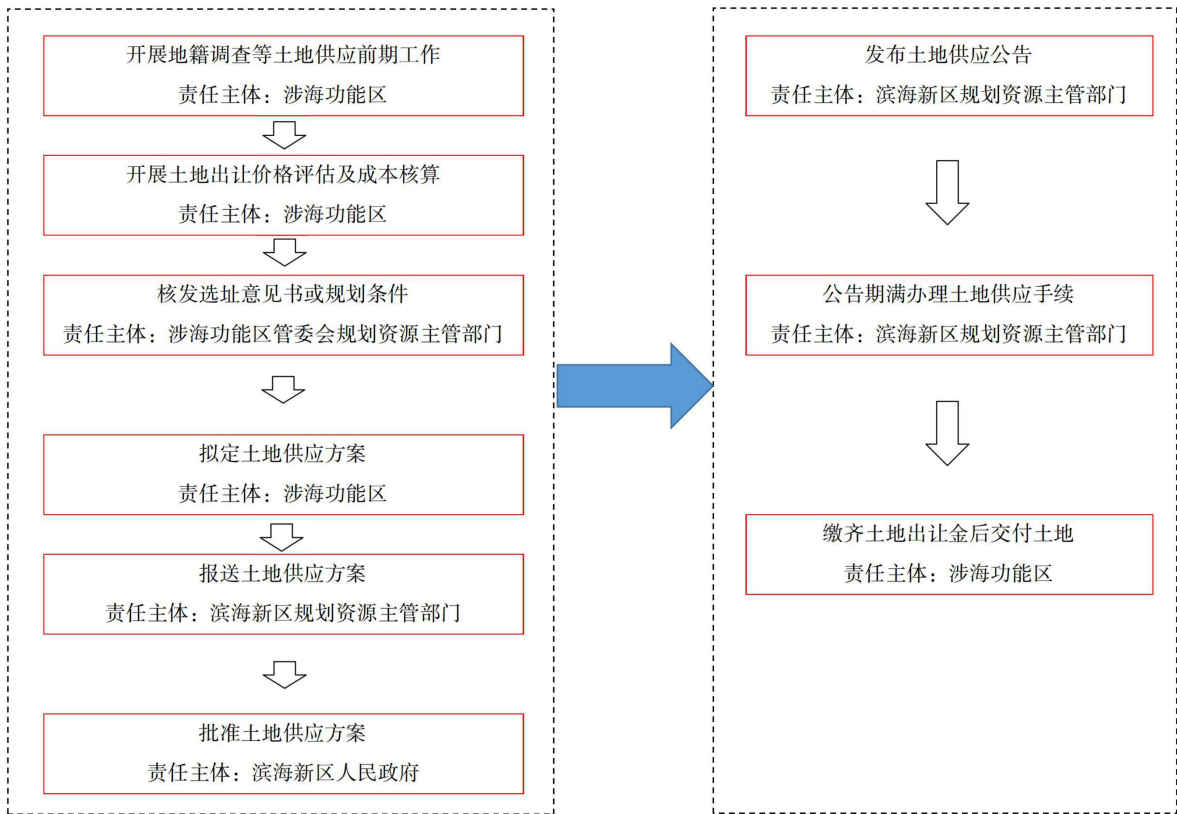 开展地籍调查等土地供应前期工作
责任主体：涉海功能区
开展土地出让价格评估及成本核算
责任主体：涉海功能区
核发选址意见书或规划条件
责任主体：涉海功能区管委会规划资源主管部门
拟定土地供应方案
责任主体：涉海功能区
报送土地供应方案
责任主体：滨海新区规划资源主管部门
批准土地供应方案
责任主体：滨海新区人民政府
发布土地供应公告
责任主体：滨海新区规划资源主管部门
公告期满办理土地供应手续
责任主体：滨海新区规划资源主管部门
缴齐土地出让金后交付土地
责任主体：涉海功能区